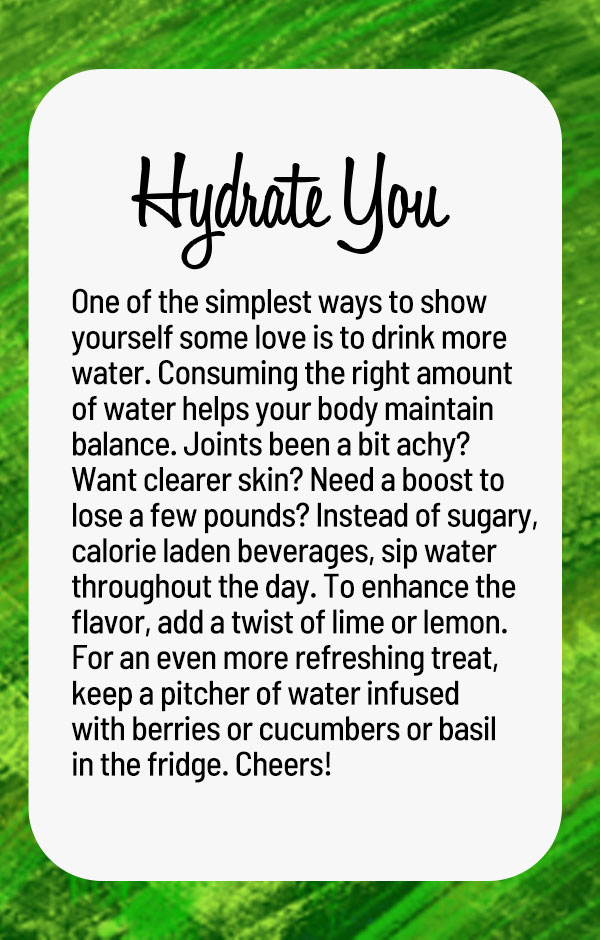 Hydrate You
One of the simplest ways to show
yourself some love is to drink more
water. Consuming the right amount
of water helps your body maintain
balance. Joints been a bit achy?
Want clearer skin? Need a boost to
lose a few pounds? Instead of sugary,
calorie laden beverages, sip water
throughout the day. To enhance the
flavor, add a twist of lime or lemon.
For an even more refreshing treat,
keep a pitcher of water infused
with berries or cucumbers or basil
in the fridge. Cheers!